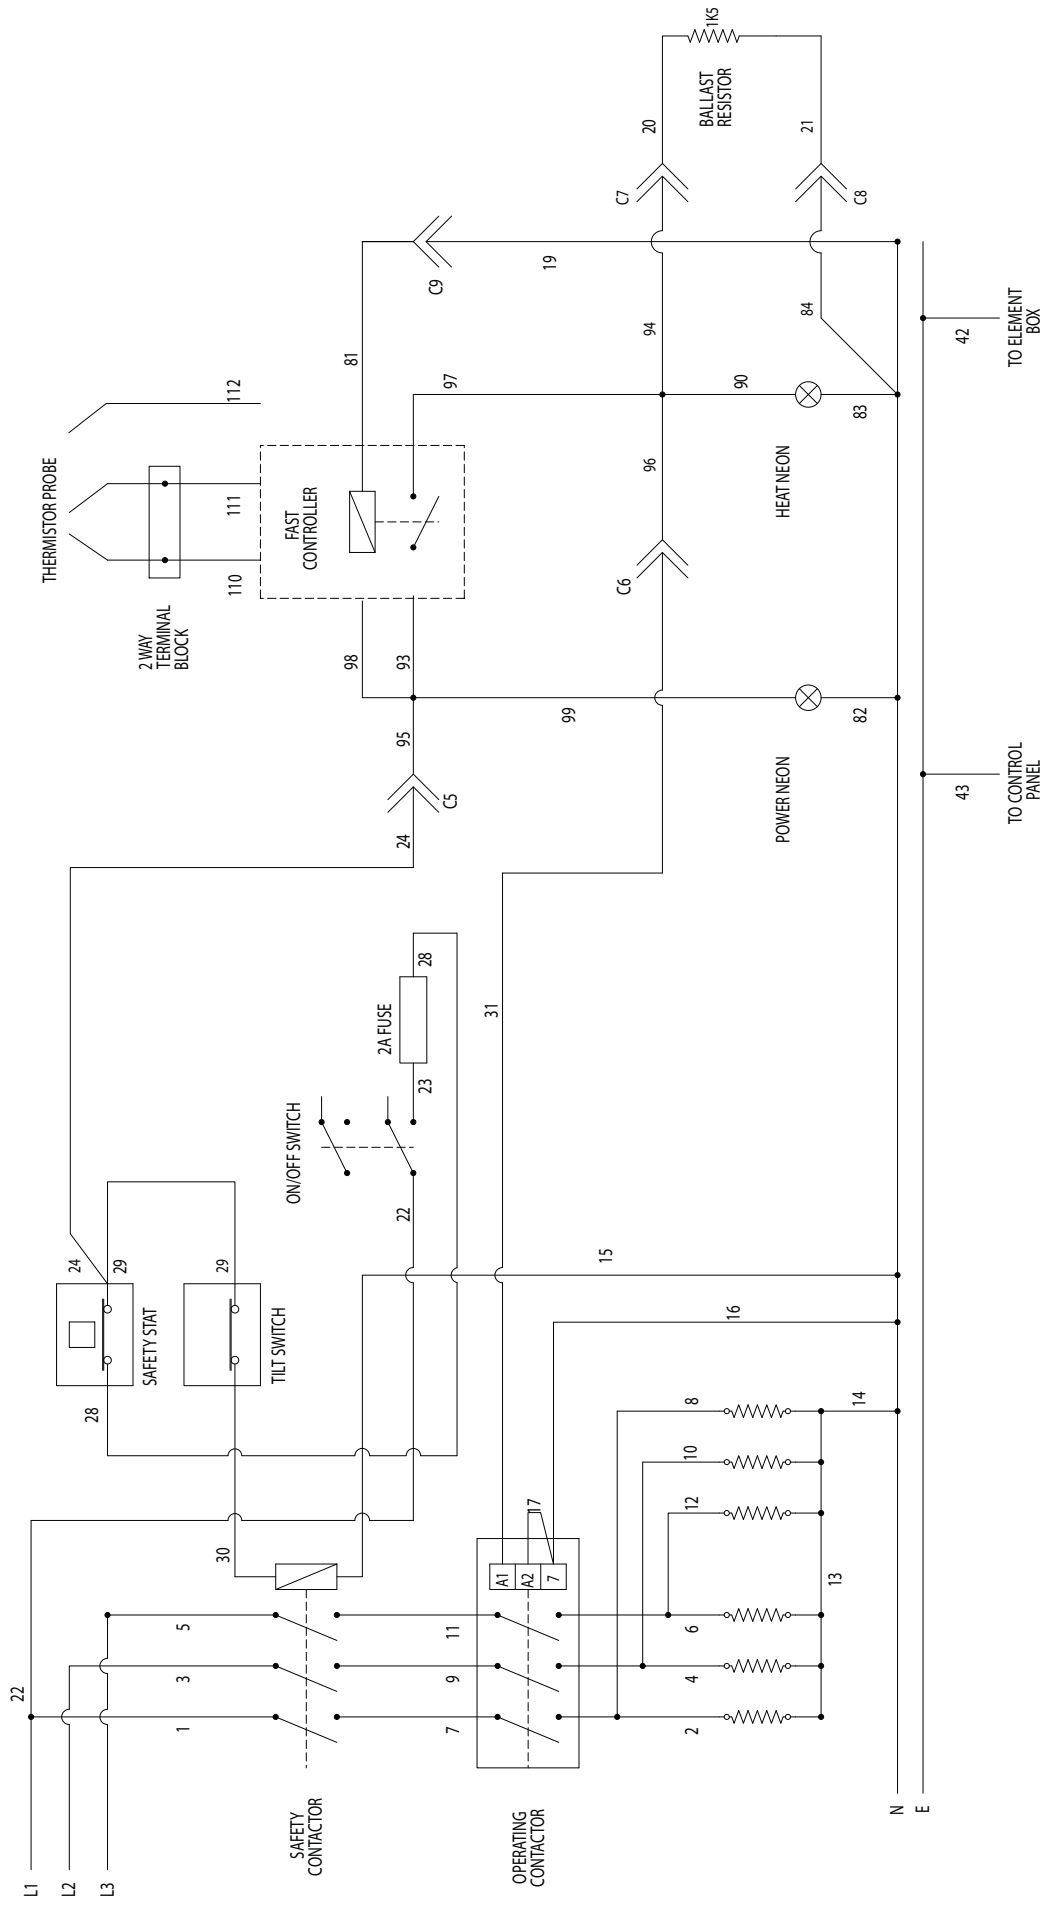 L1
L2
L3
22
1
3
5
SAFETY
CONTACTOR
30
28
SAFETY STAT
24
29
TILT SWITCH
29
7
9
11
OPERATING
CONTACTOR
A1
A2
7
17
2
4
6
12
10
8
13
14
16
15
N
E
22
ON/OFF SWITCH
23
2A FUSE
28
31
24
C5
95
98
93
99
POWER NEON
82
43
TO CONTROL
PANEL
THERMISTOR PROBE
2 WAY
TERMINAL
BLOCK
110
111
112
FAST
CONTROLLER
81
97
C6
96
94
90
HEAT NEON
83
84
C9
19
C7
20
C8
21
BALLAST
RESISTOR
1K5
42
TO ELEMENT
BOX